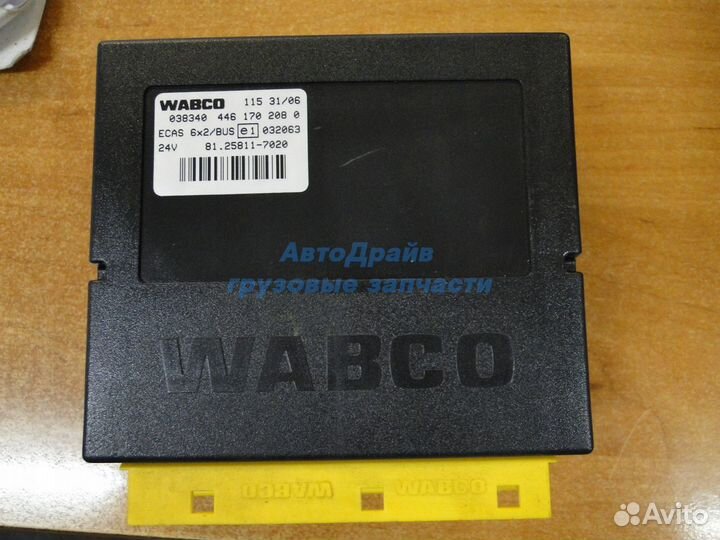 WABCO 115 31/06
038340 446 170 208 0
ECAS 6x2/BUS e1 032063
24V 81.25811-7020
АвтоДрайв
грузовые запчасти
WABCO
WABCO WABCO
Avito